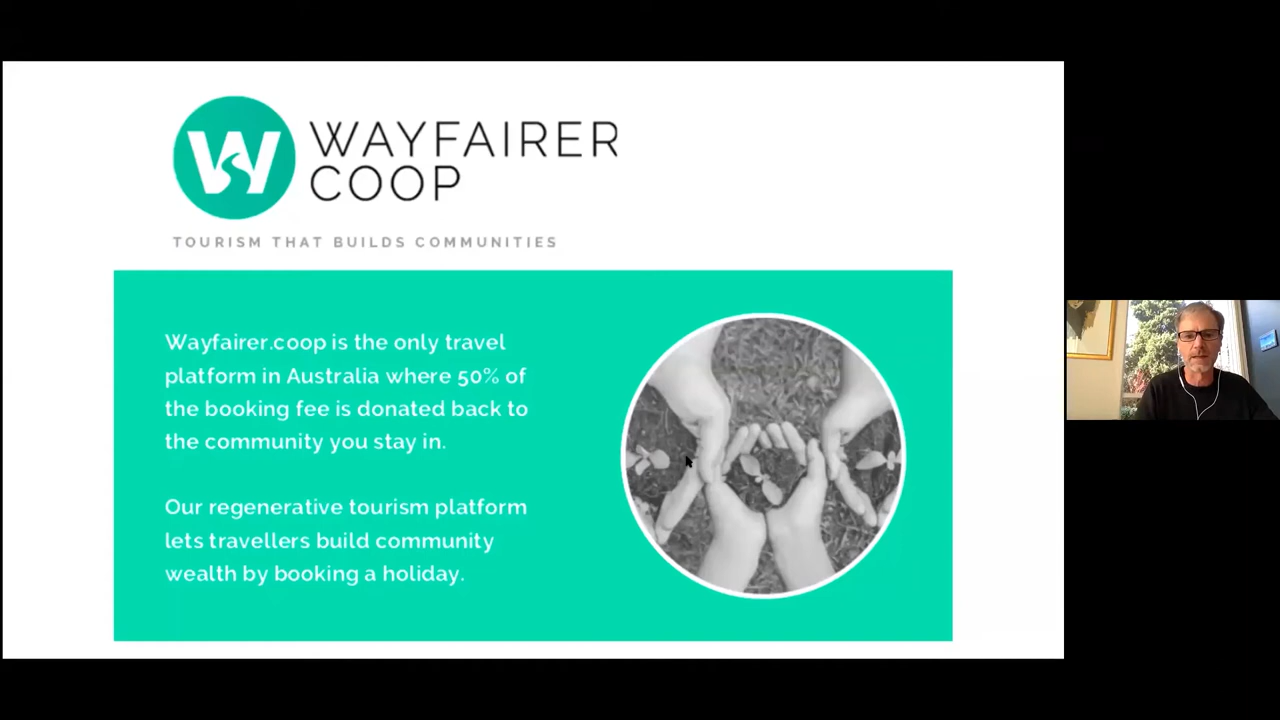 WAYFAIRER
COOP
TOURISM THAT BUILDS COMMUNITIES
Wayfairer.coop is the only travel
platform in Australia where 50% of
the booking fee is donated back to
the community you stay in.
Our regenerative tourism platform
lets travellers build community
wealth by booking a holiday.